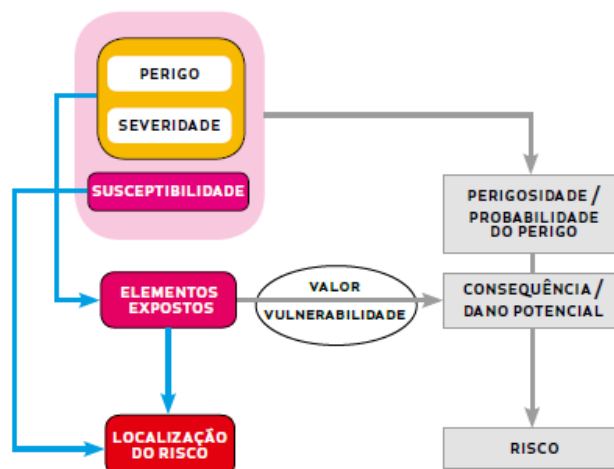 PERIGO
SEVERIDADE
SUSCEPTIBILIDADE
PERIGOSIDADE /
PROBABILIDADE
DO PERIGO
ELEMENTOS
EXPOSTOS
VALOR
VULNERABILIDADE
CONSEQUÊNCIA /
DANO POTENCIAL
LOCALIZAÇÃO
DO RISCO
RISCO